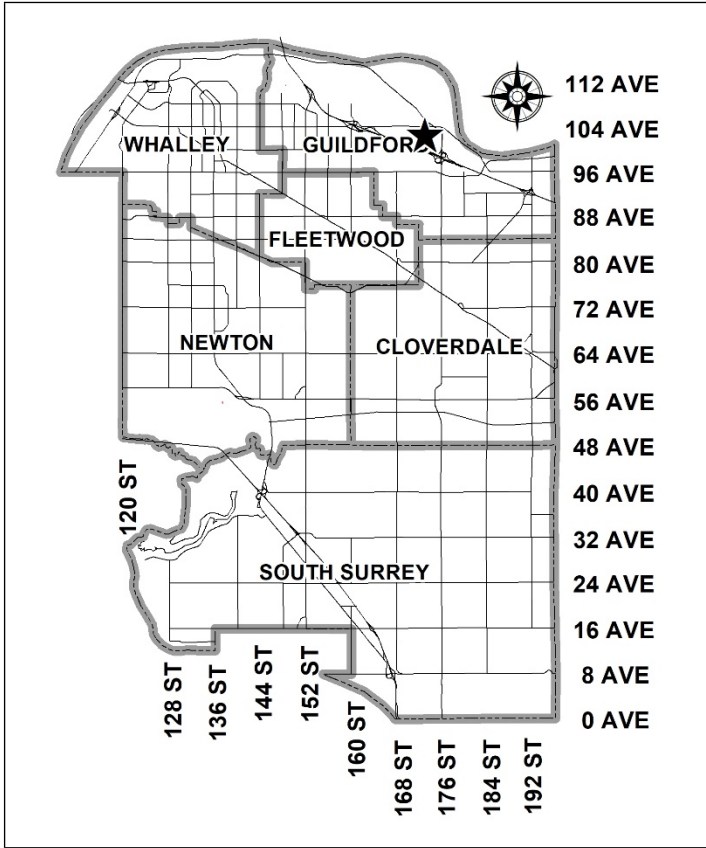 112 AVE
104 AVE
WHALLEY
GUILDFORD
96 AVE
88 AVE
FLEETWOOD
80 AVE
72 AVE
NEWTON
CLOVERDALE
64 AVE
56 AVE
48 AVE
120 ST
40 AVE
32 AVE
SOUTH SURREY
24 AVE
16 AVE
8 AVE
0 AVE
128 ST
136 ST
144 ST
152 ST
160 ST
168 ST
176 ST
184 ST
192 ST